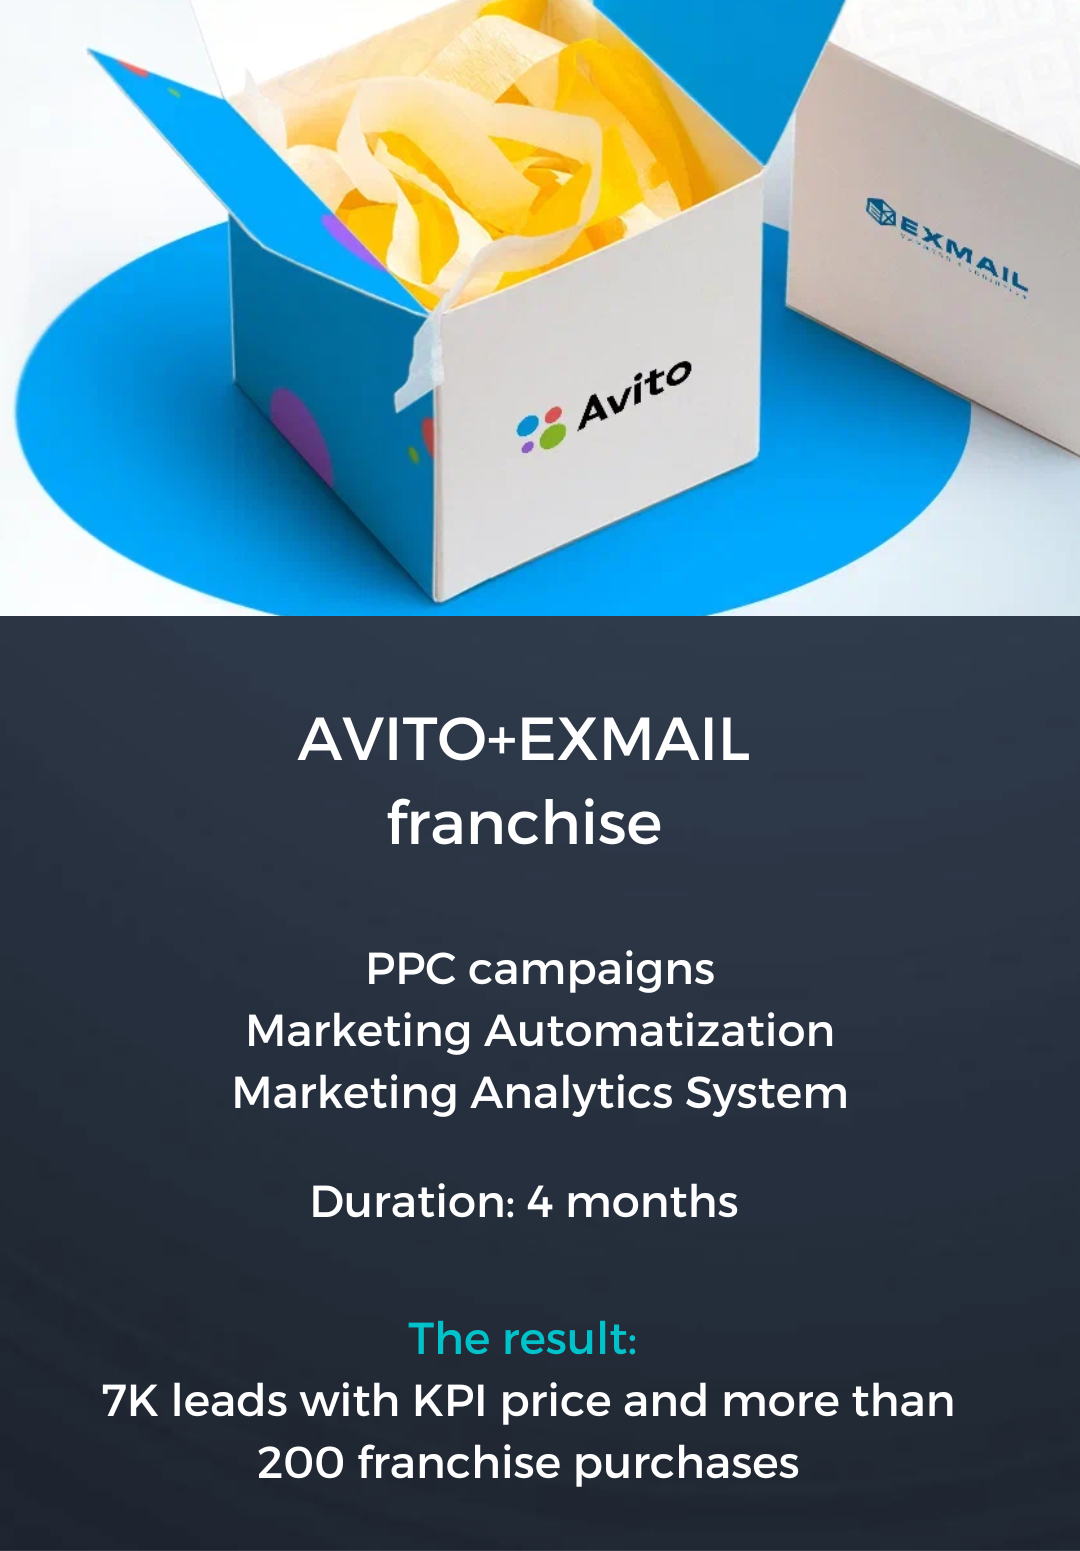 EXMAIL
Avito
AVITO+EXMAIL
franchise
PPC campaigns
Marketing Automatization
Marketing Analytics System
Duration: 4 months
The result:
7K leads with KPI price and more than
200 franchise purchases